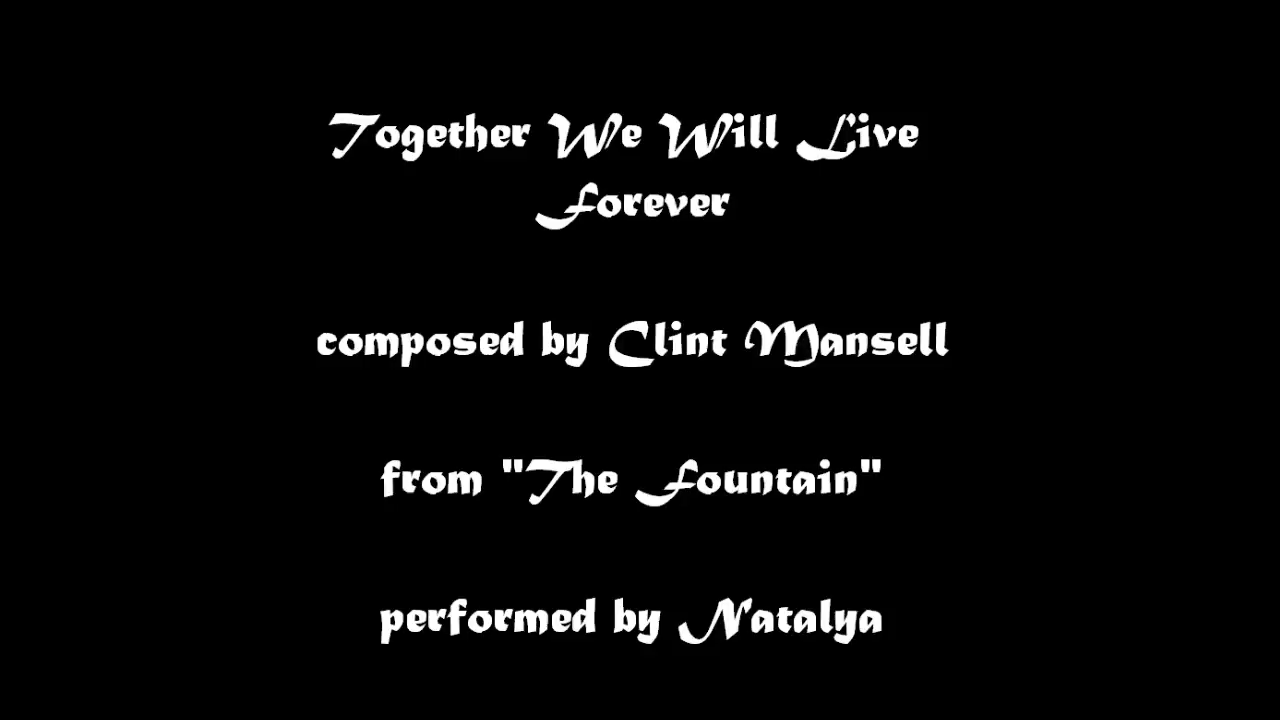 Together We Will Live
Forever
composed by Clint Mansell
from "The Fountain"
performed by Natalya